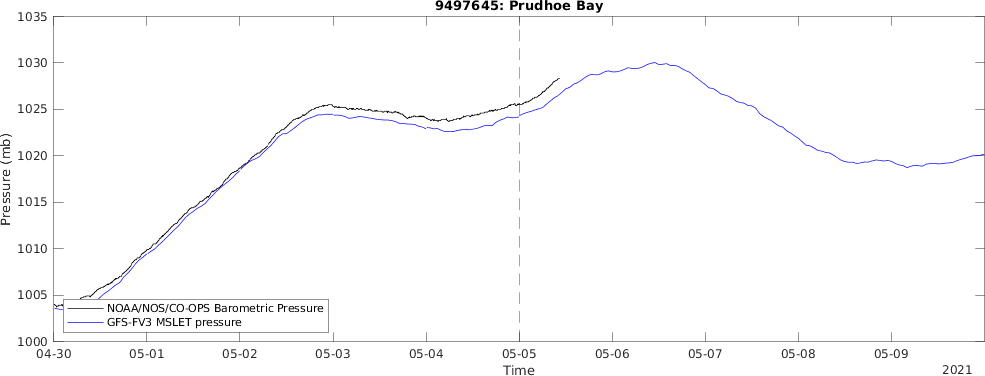 9497645: Prudhoe Bay
1035
1030
1025
1020
1015
1010
1005
1000
Pressure (mb)
NOAA/NOS/CO-OPS Barometric Pressure
GFS-FV3 MSLET pressure
04-30 05-01 05-02 05-03 05-04 05-05 05-06 05-07 05-08 05-09
Time
2021